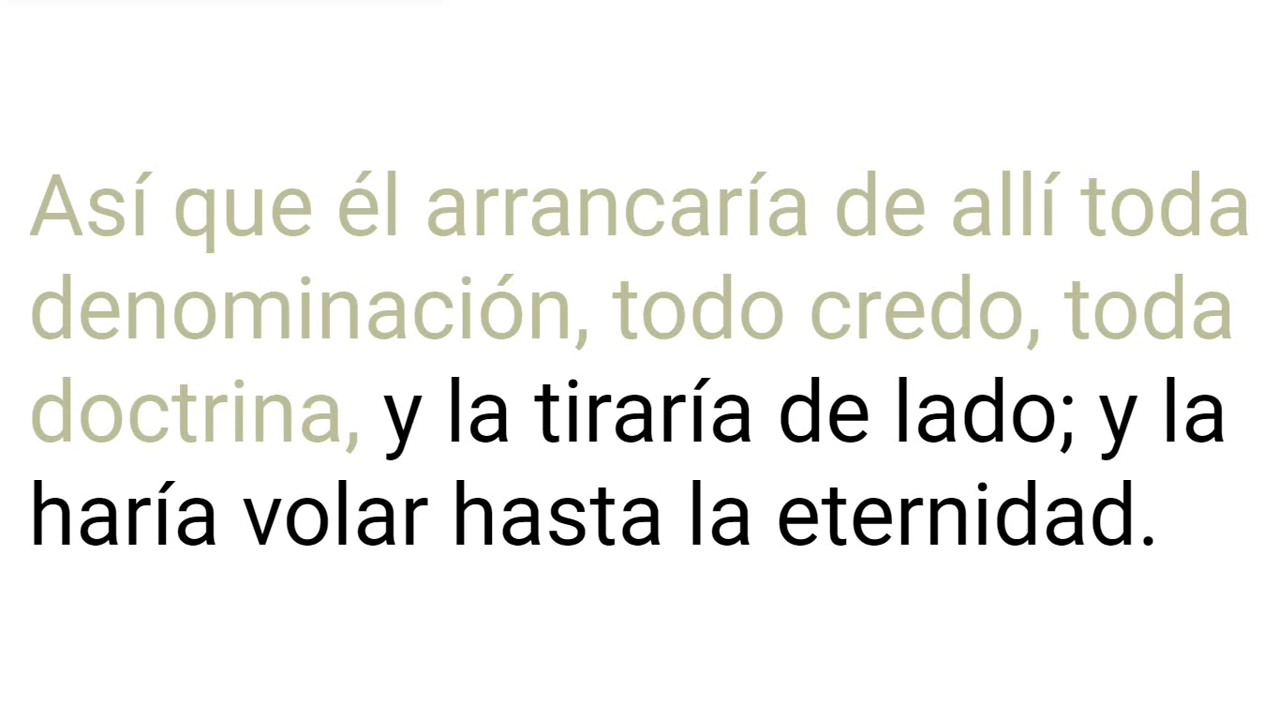 Así que él arrancaría de allí toda
denominación, todo credo, toda
doctrina, y la tiraría de lado; y la
haría volar hasta la eternidad.